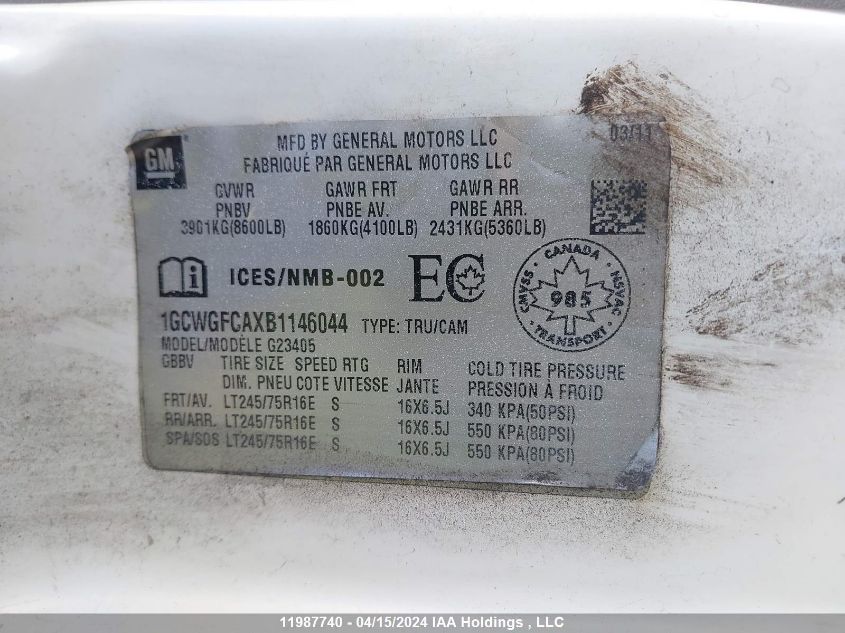 MFD BY GENERAL MOTORS LLC 03/11
GM FABRIQUÉ PAR GENERAL MOTORS LLC
GVWR GAWR FRT GAWR RR
PNBV PNBE AV. PNBE ARR.
3901KG(8600LB) 1860KG(4100LB) 2431KG(5360LB)
i ICES/NMB-002 EC CANADA CMVSS 985 NSVAC TRANSPORT
1GCWGFCAXB1146044 TYPE: TRU/CAM
MODEL/MODÈLE G23405
GBBV TIRE SIZE SPEED RTG RIM COLD TIRE PRESSURE
DIM. PNEU COTE VITESSE JANTE PRESSION À FROID
FRT/AV. LT245/75R16E S 16X6.5J 340 KPA(50PSI)
RR/ARR. LT245/75R16E S 16X6.5J 550 KPA(80PSI)
SPA/SOS LT245/75R16E S 16X6.5J 550 KPA(80PSI)
11987740 - 04/15/2024 IAA Holdings , LLC